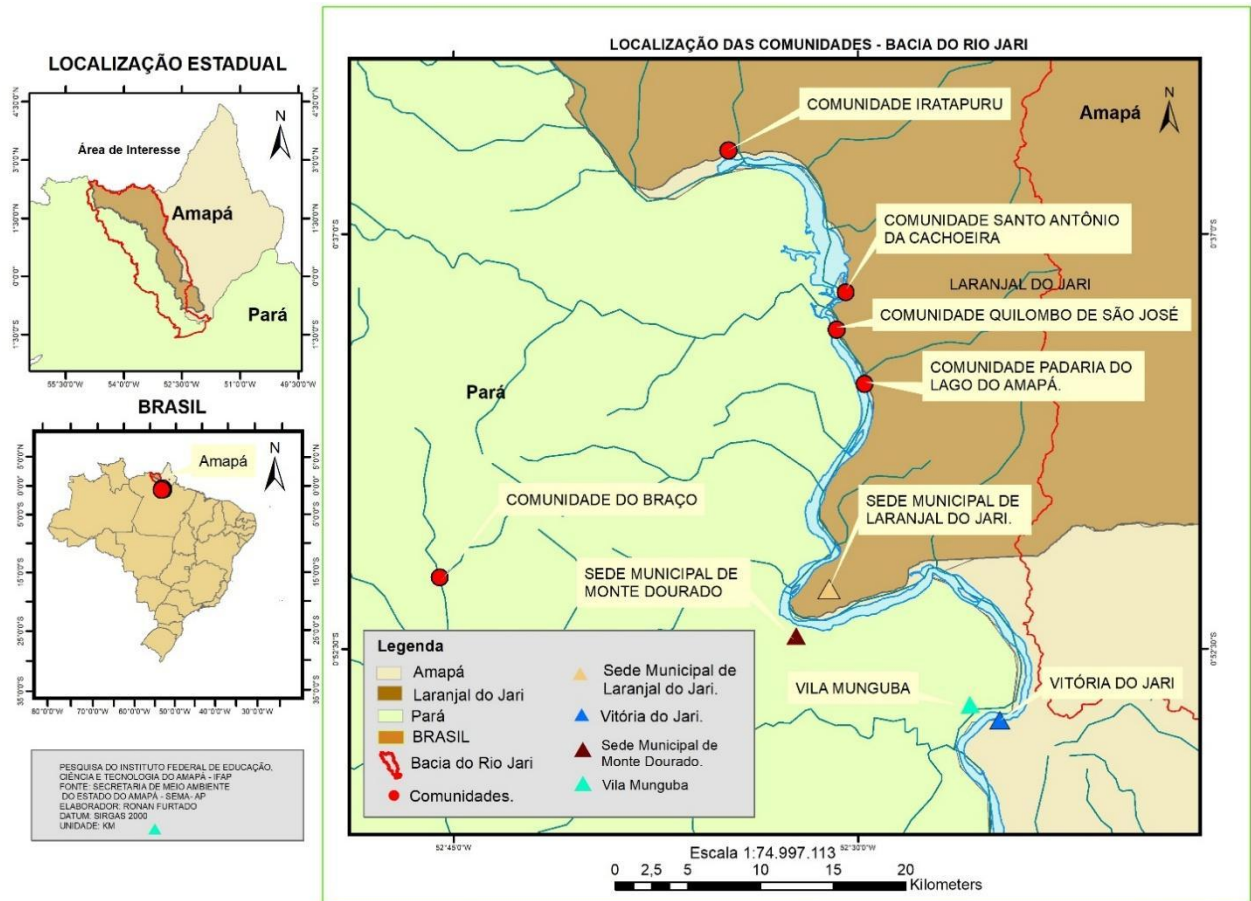 LOCALIZAÇÃO ESTADUAL
N
Área de Interesse
Amapá
Pará
4°30'0"N
3°0'0"N
1°30'0"N
0°0'0"
1°30'0"S
55°30'0"W
54°0'0"W
52°30'0"W
51°0'0"W
49°30'0"W
BRASIL
N
Amapá
5°0'0"N
0°0'0"
5°0'0"S
15°0'0"S
25°0'0"S
35°0'0"S
80°0'0"W
70°0'0"W
60°0'0"W
50°0'0"W
40°0'0"W
30°0'0"W
PESQUISA DO INSTITUTO FEDERAL DE EDUCAÇÃO,
CIÊNCIA E TECNOLOGIA DO AMAPÁ - IFAP
FONTE: SECRETARIA DE MEIO AMBIENTE
DO ESTADO DO AMAPÁ - SEMA- AP
ELABORADOR: RONAN FURTADO
DATUM: SIRGAS 2000
UNIDADE: KM
LOCALIZAÇÃO DAS COMUNIDADES - BACIA DO RIO JARI
N
Amapá
COMUNIDADE IRATAPURU
COMUNIDADE SANTO ANTÔNIO
DA CACHOEIRA
LARANJAL DO JARI
COMUNIDADE QUILOMBO DE SÃO JOSÉ
COMUNIDADE PADARIA DO
LAGO DO AMAPÁ.
Pará
COMUNIDADE DO BRAÇO
SEDE MUNICIPAL DE
LARANJAL DO JARI.
SEDE MUNICIPAL DE
MONTE DOURADO
VILA MUNGUBA
VITÓRIA DO JARI
0°37'0"S
0°37'0"S
0°52'30"S
0°52'30"S
Legenda
Amapá
Laranjal do Jari
Pará
BRASIL
Bacia do Rio Jari
Comunidades.
Sede Municipal de
Laranjal do Jari.
Vitória do Jari.
Sede Municipal de
Monte Dourado.
Vila Munguba
52°45'0"W
52°30'0"W
Escala 1:74.997.113
0 2,5 5 10 15 20
Kilometers